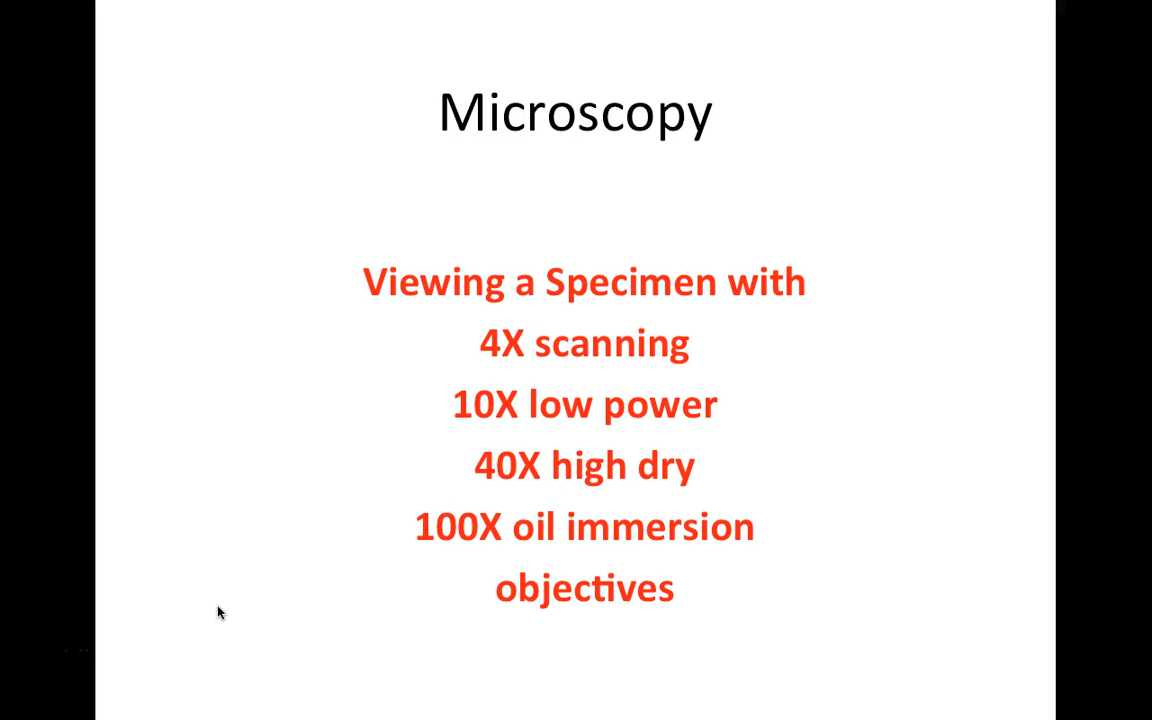 Microscopy
Viewing a Specimen with
4X scanning
10X low power
40X high dry
100X oil immersion
objectives